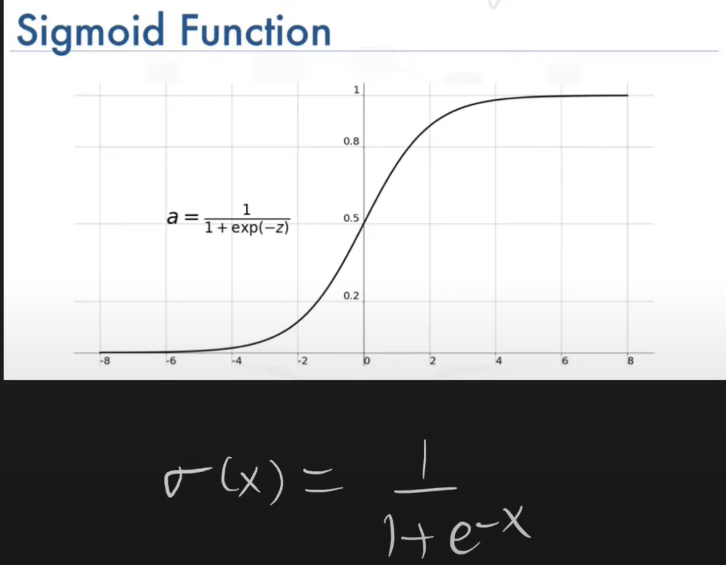 Sigmoid Function
1
0.8
a = 1 / 1 + exp(−z)
0.5
0.2
-8 -6 -4 -2 0 2 4 6 8
σ(x) = 1 / 1 + e^-x